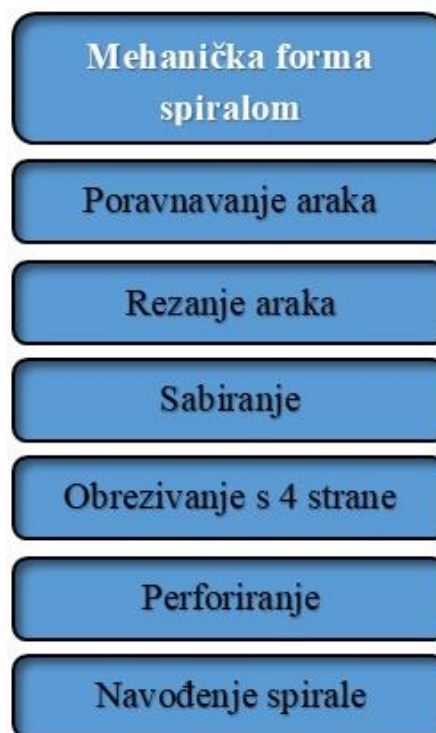 Mehanička forma
spiralom
Poravnavanje araka
Rezanje araka
Sabiranje
Obrezivanje s 4 strane
Perforiranje
Navođenje spirale